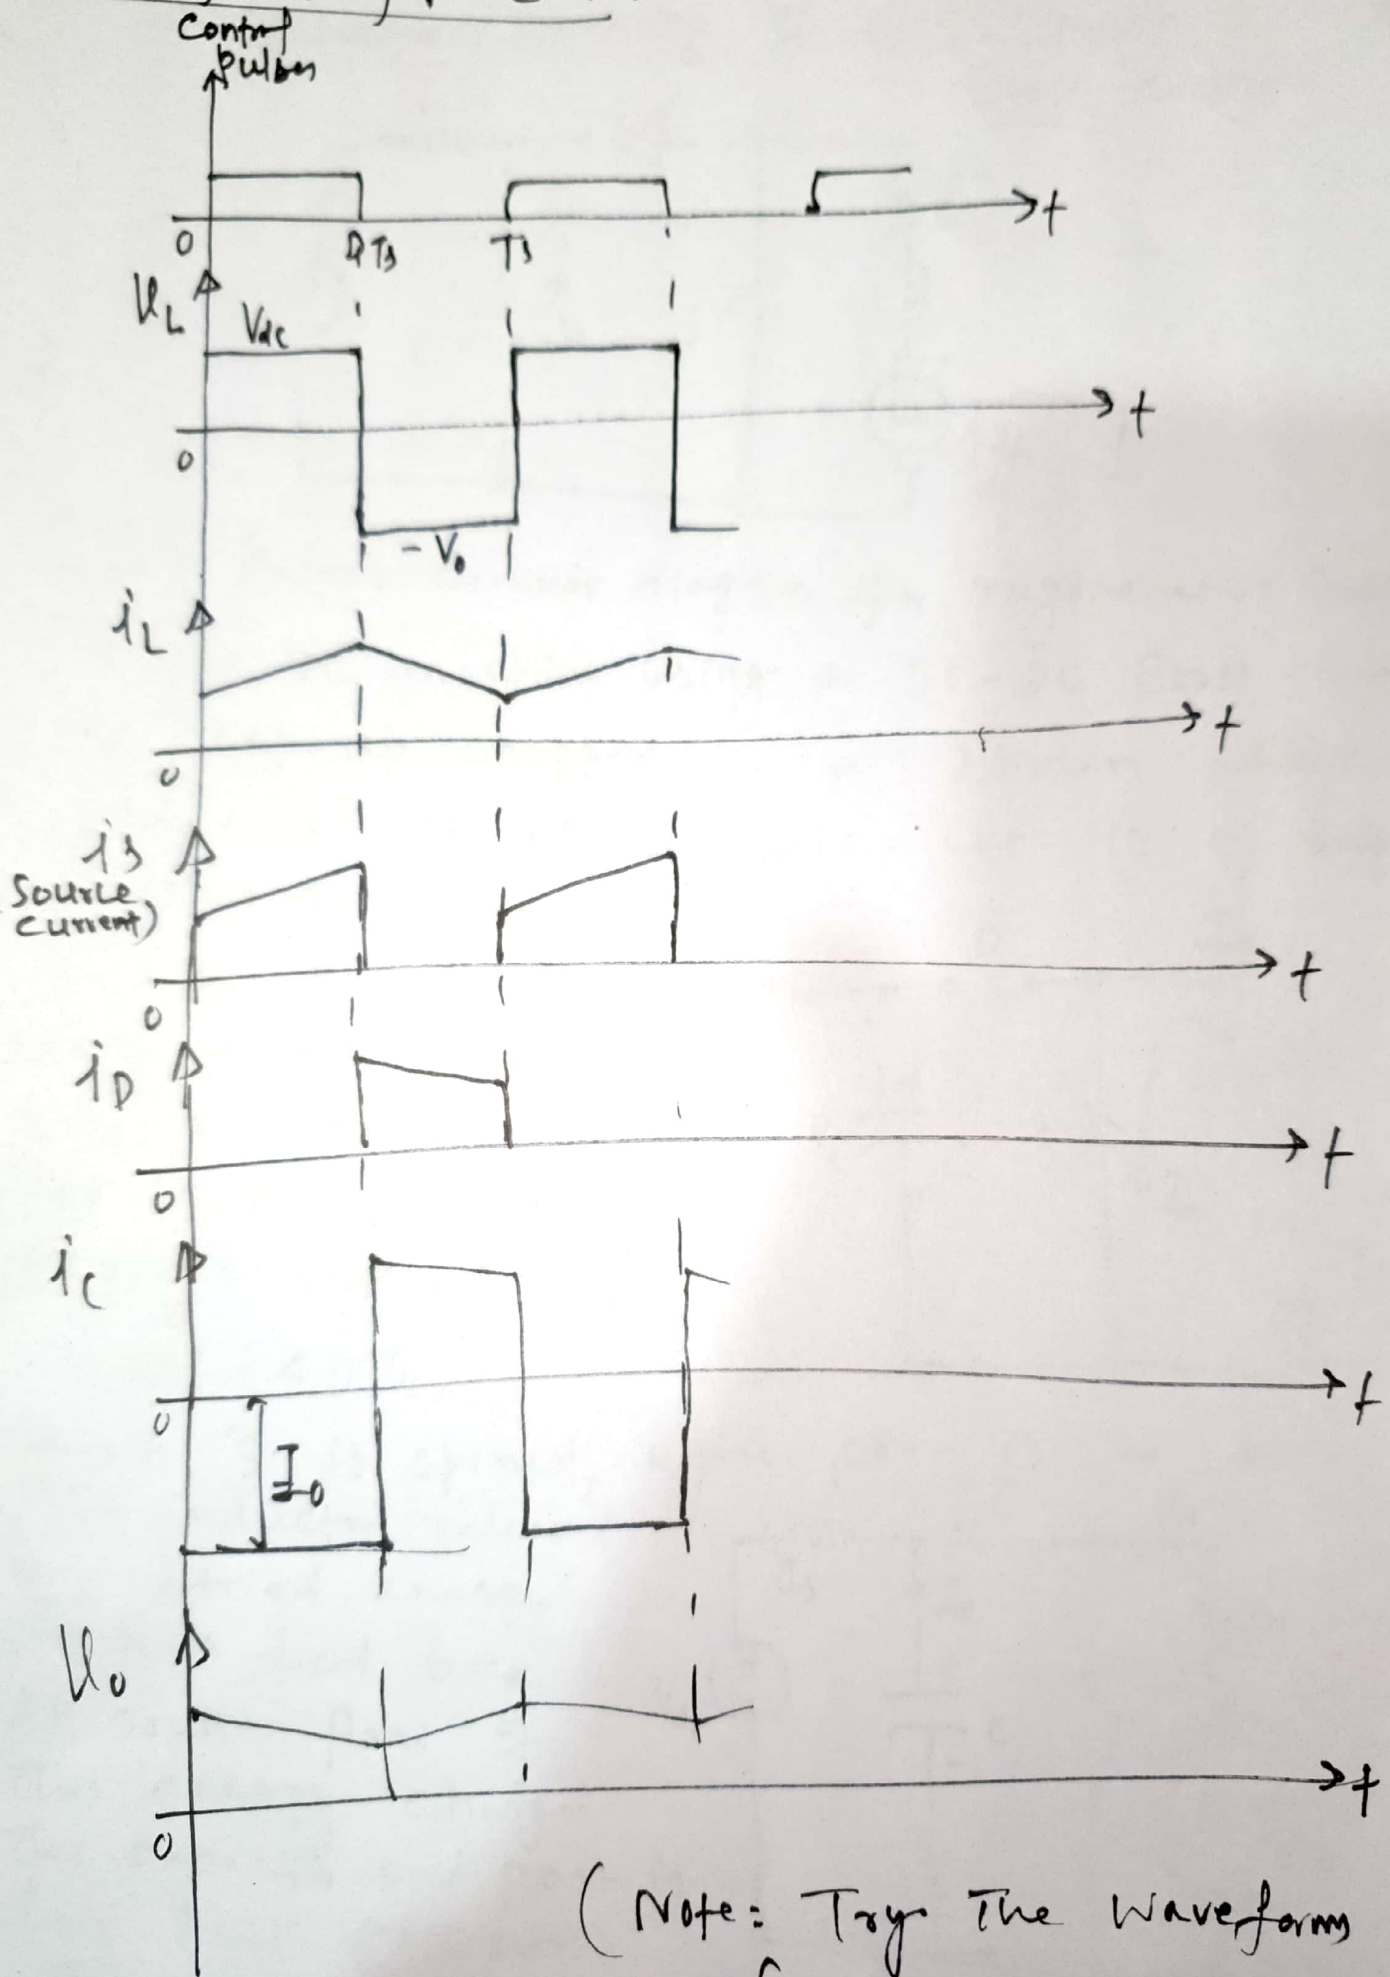 Control
Pulses
t
0
DTs
Ts
VL
Vdc
t
0
- Vo
iL
t
0
is
Source
Current)
t
0
iD
t
0
ic
t
0
Io
Vo
t
0
(Note: Try The Waveforms